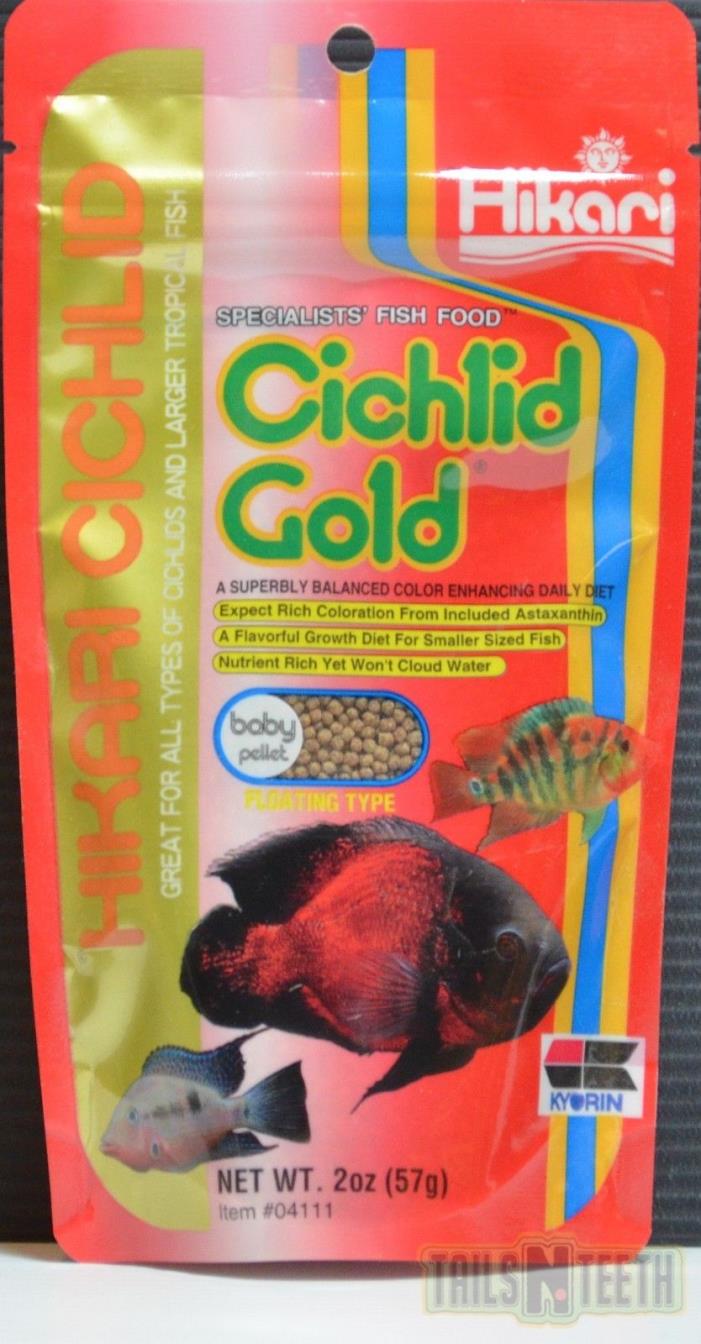 Hikari
HIKARI CICHLID
GREAT FOR ALL TYPES OF CICHLIDS AND LARGER TROPICAL FISH
SPECIALISTS' FISH FOOD™
Cichlid
Gold®
A SUPERBLY BALANCED COLOR ENHANCING DAILY DIET
Expect Rich Coloration From Included Astaxanthin
A Flavorful Growth Diet For Smaller Sized Fish
Nutrient Rich Yet Won't Cloud Water
baby
pellet
FLOATING TYPE
KYORIN
NET WT. 2oz (57g)
Item #04111
TAILS N TEETH